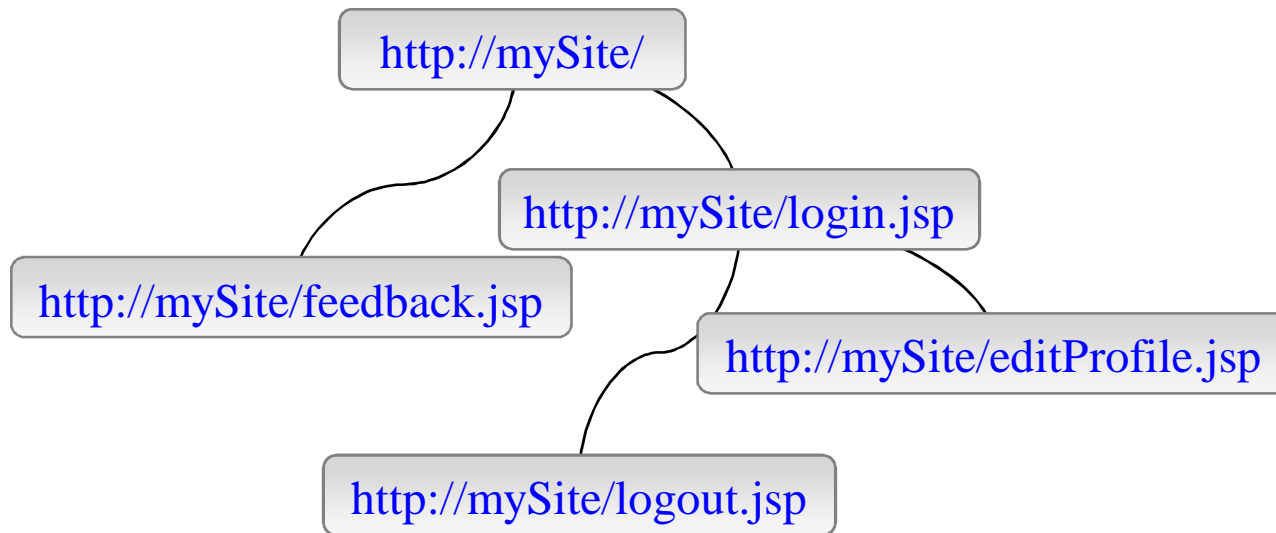 http://mySite/
http://mySite/login.jsp
http://mySite/feedback.jsp
http://mySite/editProfile.jsp
http://mySite/logout.jsp